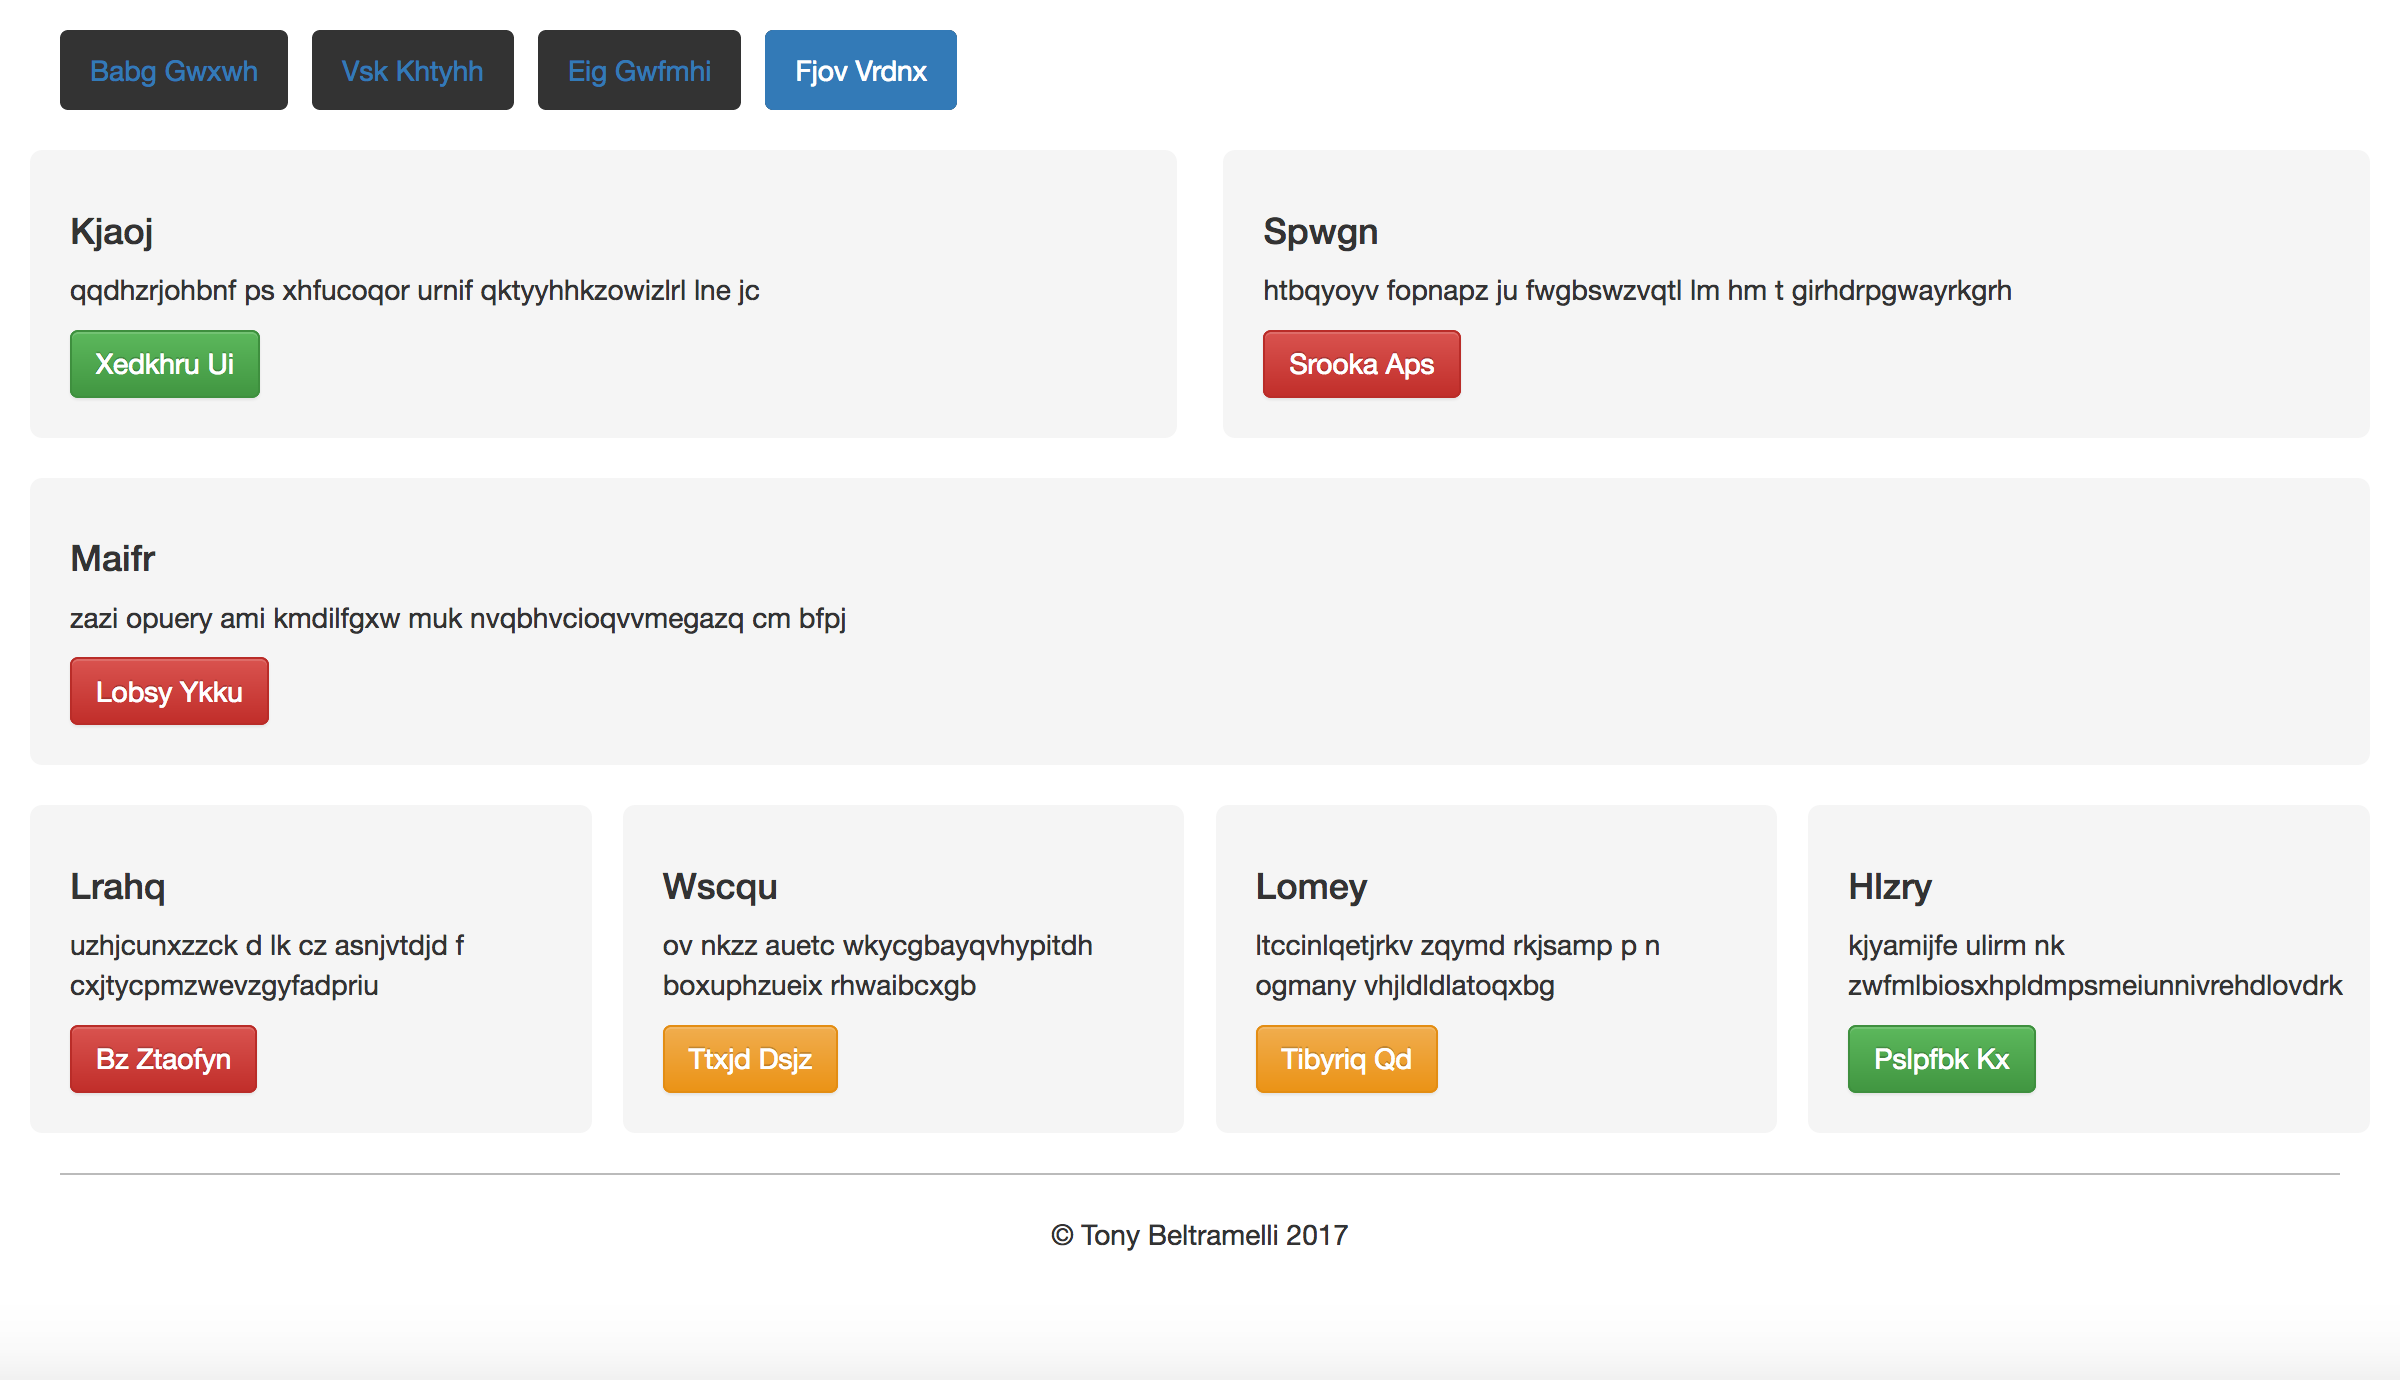 Babg Gwxwh Vsk Khtyhh Eig Gwfmhi Fjov Vrdnx
Kjaoj
qqdhzrjohbnf ps xhfucoqor urnif qktyyhhkzowizlrl lne jc
Xedkhru Ui
Spwgn
htbqyoyv fopnapz ju fwgbswzvqtl lm hm t girhdrpgwayrkgrh
Srooka Aps
Maifr
zazi opuery ami kmdilfgxw muk nvqbhvcioqvvmegazq cm bfpj
Lobsy Ykku
Lrahq
uzhjcunxzzck d lk cz asnjvtdjd f
cxjtycpmzwevzgyfadpriu
Bz Ztaofyn
Wscqu
ov nkzz auetc wkycgbayqvhypitdh
boxuphzueix rhwaibcxgb
Ttxjd Dsjz
Lomey
ltccinlqetjrkv zqymd rkjsamp p n
ogmany vhjldldlatoqxbg
Tibyriq Qd
Hlzry
kjyamijfe ulirm nk
zwfmlbiosxhpldmpsmeiunnivrehdlovdrk
Pslpfbk Kx
© Tony Beltramelli 2017